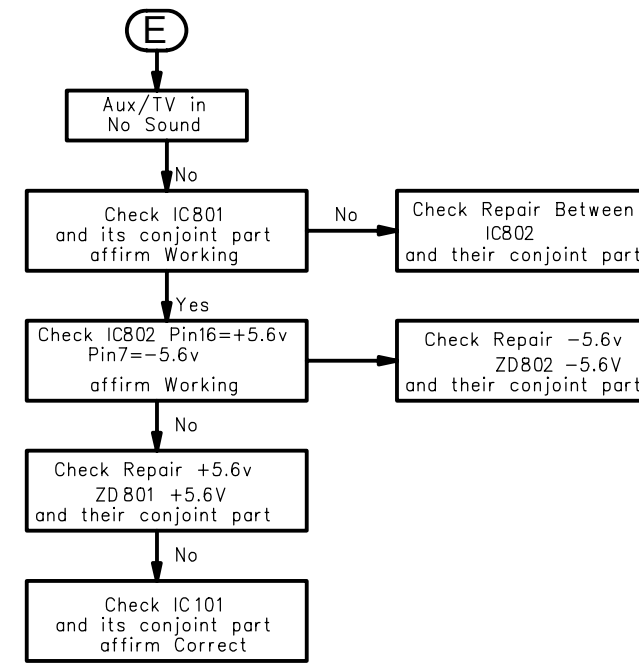 E
Aux/TV in
No Sound
No
Check IC801
and its conjoint part
affirm Working
No
Check Repair Between
IC802
and their conjoint part
Yes
Check IC802 Pin16=+5.6v
Pin7=-5.6v
affirm Working
Check Repair -5.6v
ZD802 -5.6V
and their conjoint part
No
Check Repair +5.6v
ZD801 +5.6V
and their conjoint part
No
Check IC101
and its conjoint part
affirm Correct